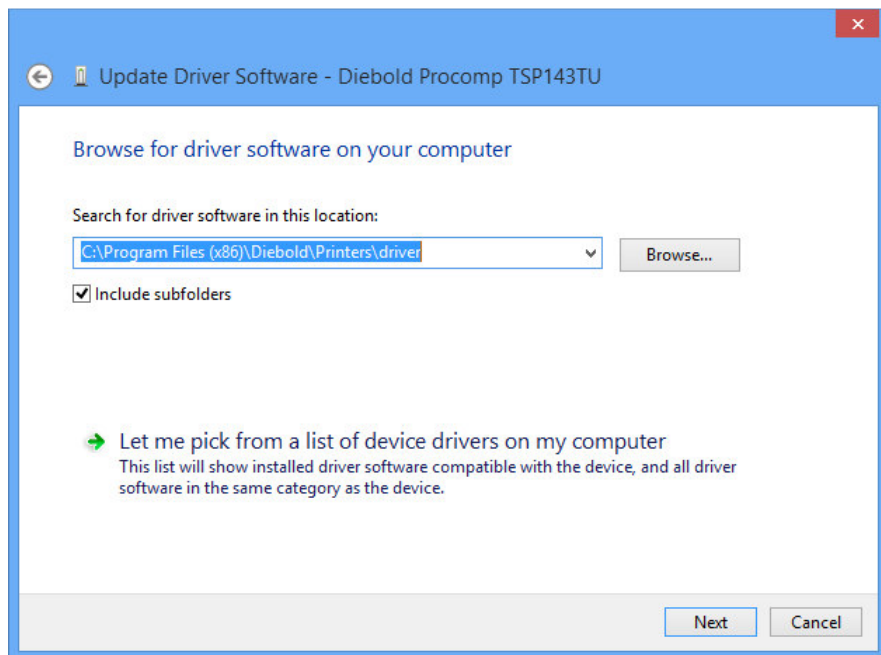 Update Driver Software - Diebold Procomp TSP143TU
Browse for driver software on your computer
Search for driver software in this location:
C:\Program Files (x86)\Diebold\Printers\driver
Browse...
Include subfolders
Let me pick from a list of device drivers on my computer
This list will show installed driver software compatible with the device, and all driver
software in the same category as the device.
Next
Cancel